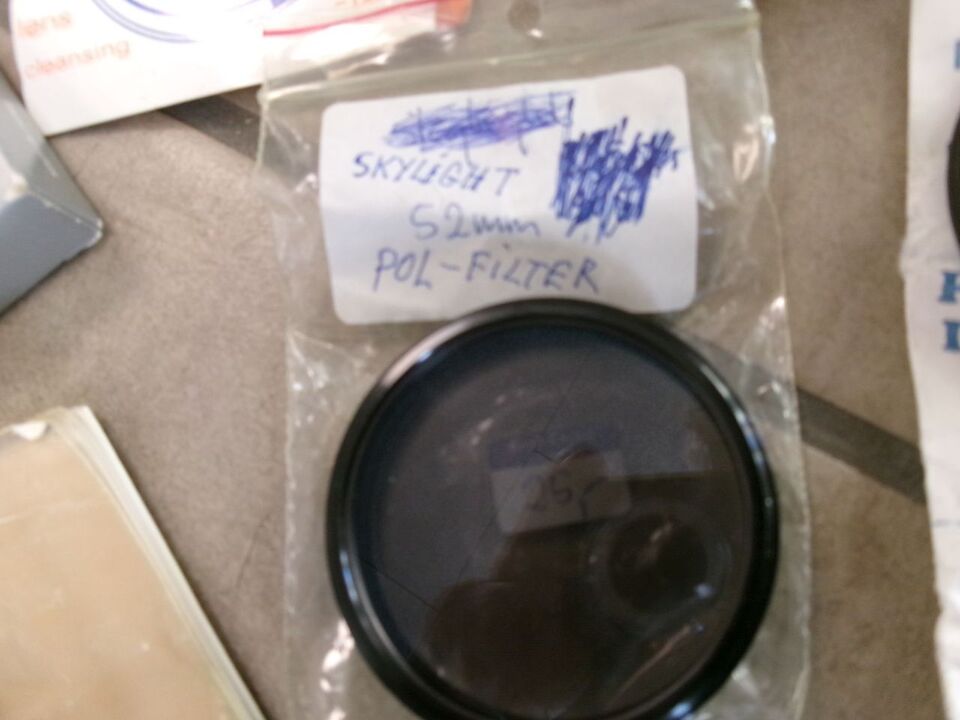 lens
cleansing
SKYLIGHT
52mm
POL-FILTER
25,-